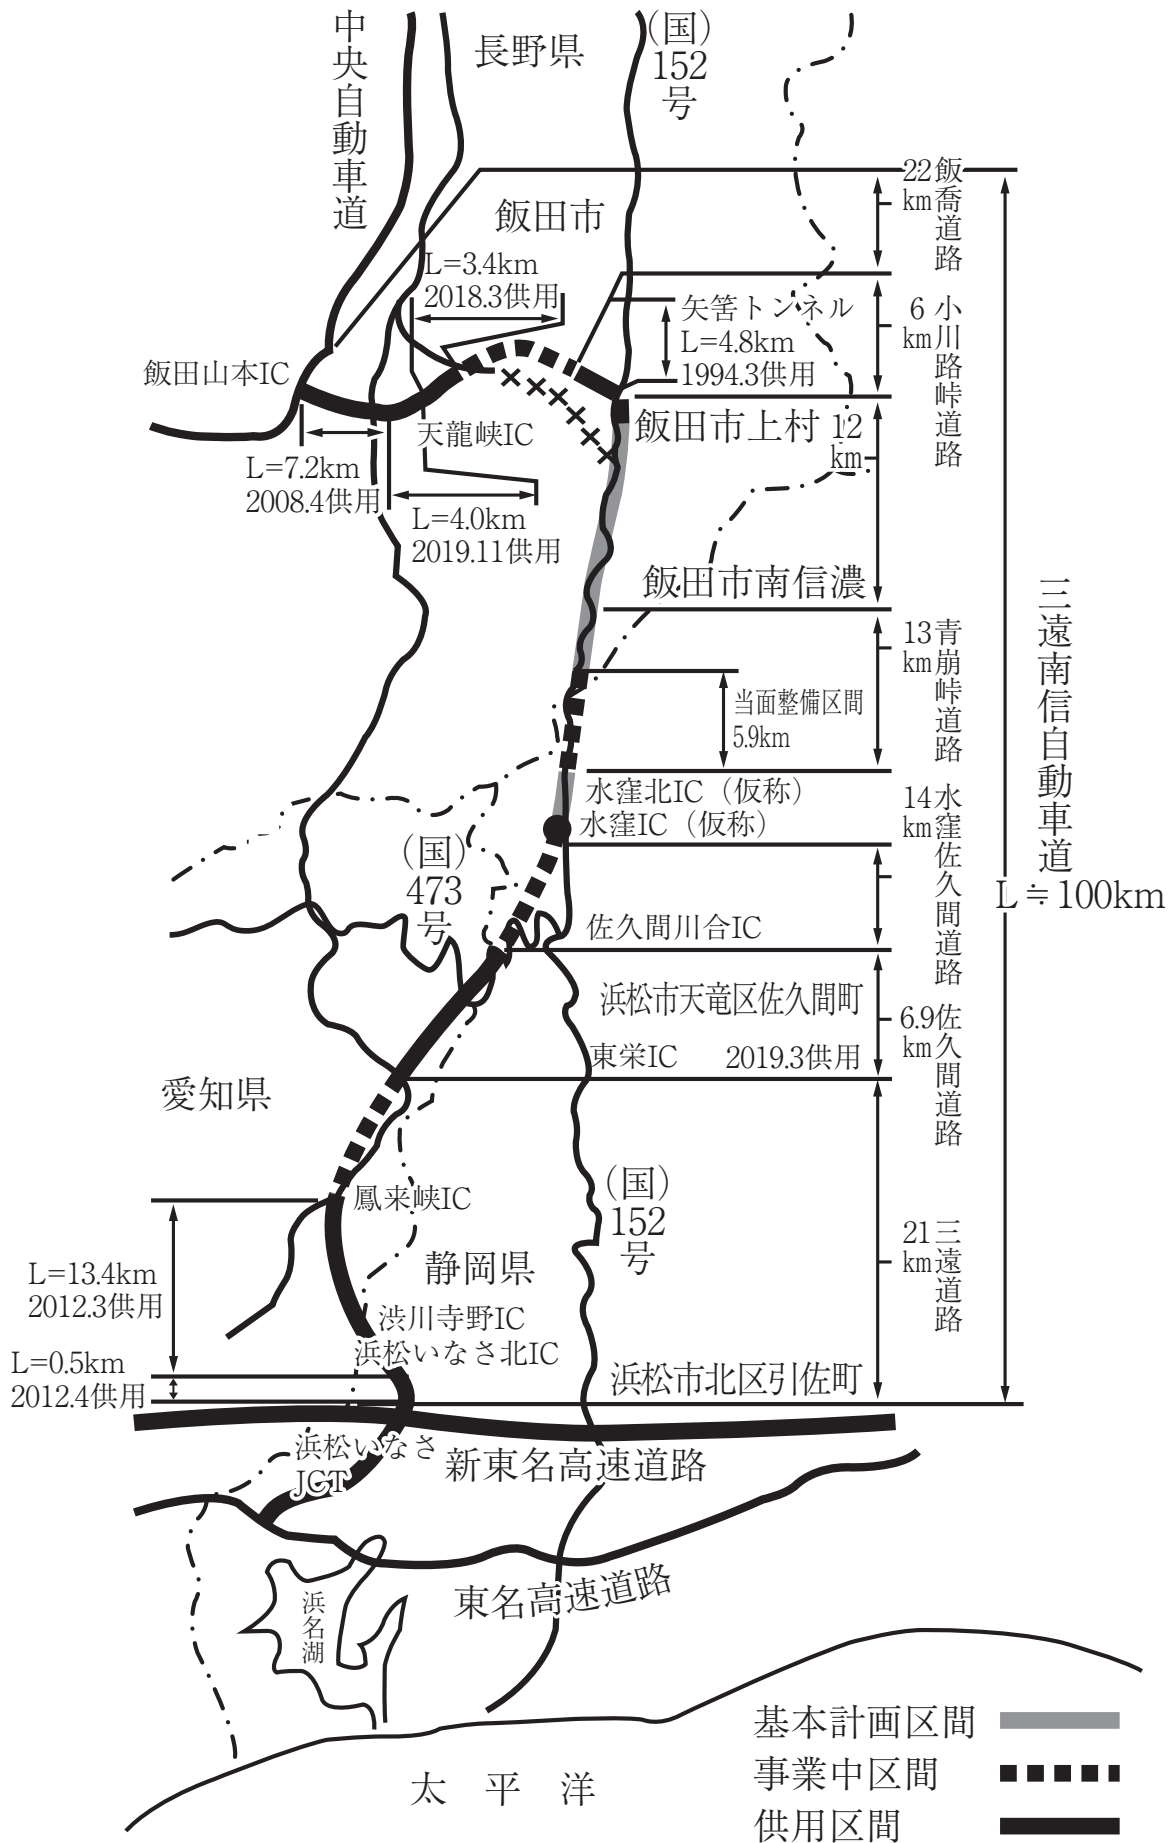 中央自動車道
長野県
(国)
152
号
飯田市
22
km
飯喬道路
L=3.4km
2018.3供用
矢筈トンネル
L=4.8km
1994.3供用
6
km
小川路峠道路
飯田山本IC
天龍峡IC
飯田市上村
12
km
L=7.2km
2008.4供用
L=4.0km
2019.11供用
飯田市南信濃
13
km
青崩峠道路
当面整備区間
5.9km
三遠南信自動車道
L≒100km
水窪北IC（仮称）
水窪IC（仮称）
14
km
水窪佐久間道路
(国)
473
号
佐久間川合IC
浜松市天竜区佐久間町
6.9
km
佐久間道路
東栄IC
2019.3供用
愛知県
鳳来峡IC
(国)
152
号
21
km
三遠道路
静岡県
L=13.4km
2012.3供用
渋川寺野IC
浜松いなさ北IC
L=0.5km
2012.4供用
浜松市北区引佐町
浜松いなさ
JCT
新東名高速道路
東名高速道路
浜名湖
太平洋
基本計画区間
事業中区間
供用区間